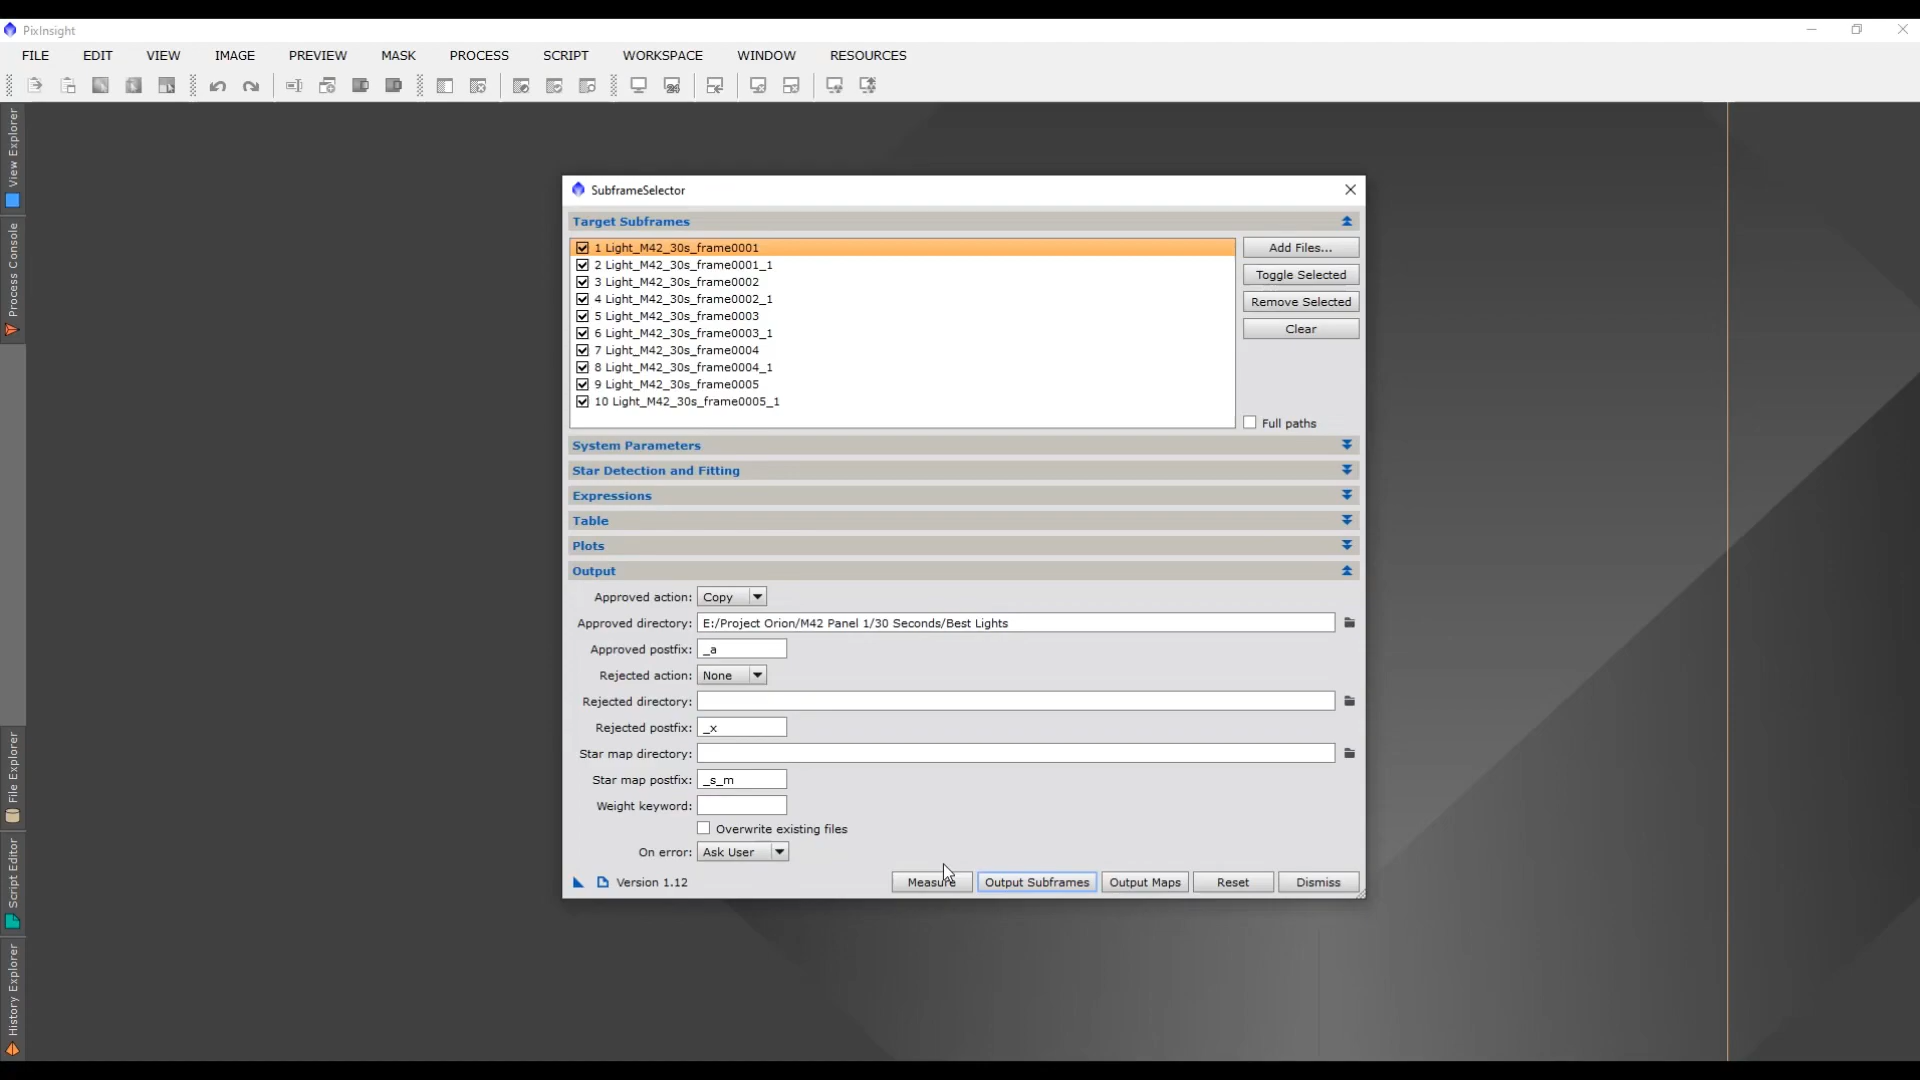 PixInsight
FILE EDIT VIEW IMAGE PREVIEW MASK PROCESS SCRIPT WORKSPACE WINDOW RESOURCES
View Explorer
Process Console
File Explorer
Script Editor
History Explorer
SubframeSelector
Target Subframes
1 Light_M42_30s_frame0001
2 Light_M42_30s_frame0001_1
3 Light_M42_30s_frame0002
4 Light_M42_30s_frame0002_1
5 Light_M42_30s_frame0003
6 Light_M42_30s_frame0003_1
7 Light_M42_30s_frame0004
8 Light_M42_30s_frame0004_1
9 Light_M42_30s_frame0005
10 Light_M42_30s_frame0005_1
Add Files...
Toggle Selected
Remove Selected
Clear
Full paths
System Parameters
Star Detection and Fitting
Expressions
Table
Plots
Output
Approved action: Copy
Approved directory: E:/Project Orion/M42 Panel 1/30 Seconds/Best Lights
Approved postfix: _a
Rejected action: None
Rejected directory:
Rejected postfix: _x
Star map directory:
Star map postfix: _s_m
Weight keyword:
Overwrite existing files
On error: Ask User
Version 1.12 Measure Output Subframes Output Maps Reset Dismiss